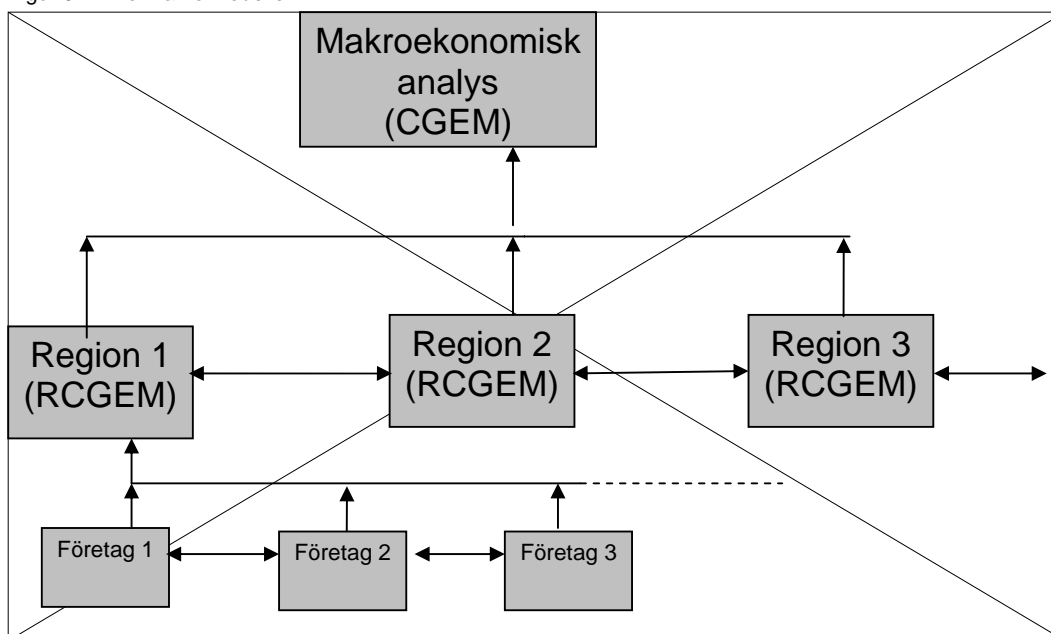 Makroekonomisk
analys
(CGEM)
Region 1
(RCGEM)
Region 2
(RCGEM)
Region 3
(RCGEM)
Företag 1
Företag 2
Företag 3